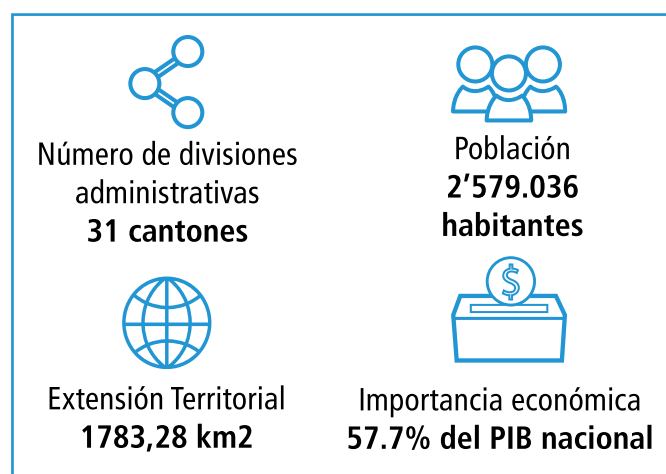 Número de divisiones
administrativas
31 cantones
Población
2’579.036
habitantes
$
Extensión Territorial
1783,28 km2
Importancia económica
57.7% del PIB nacional